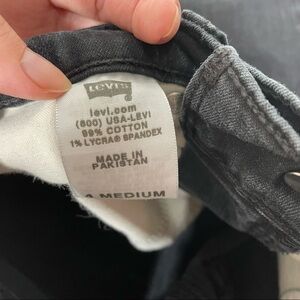 LEVI'S
levi.com
(800) USA-LEVI
99% COTTON
1% LYCRA® SPANDEX
MADE IN
PAKISTAN
MEDIUM